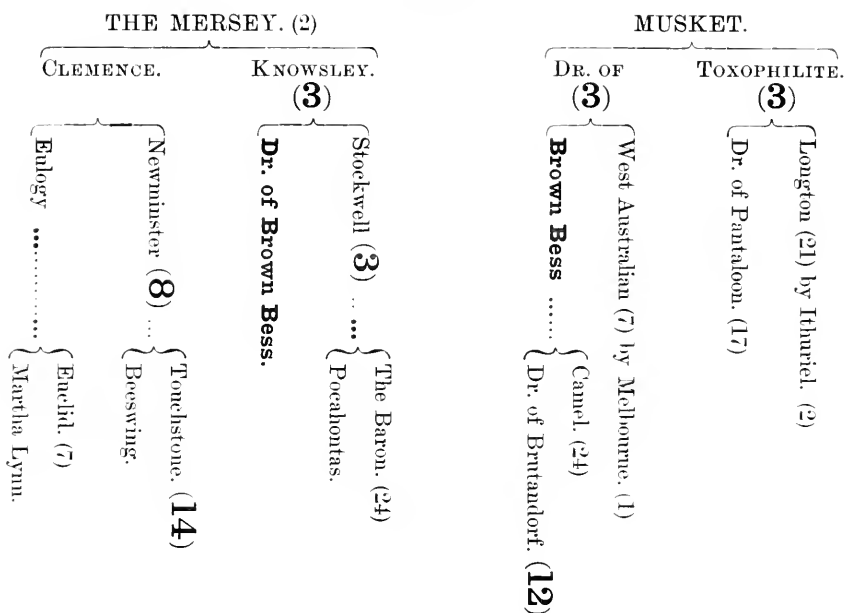 THE MERSEY. (2)
CLEMENCE.
KNOWSLEY.
(3)
Eulogy
Newminster (8)
Dr. of Brown Bess.
Stockwell (3)
Martha Lynn.
Euclid. (7)
Beeswing.
Touchstone. (14)
Pocahontas.
The Baron. (24)
MUSKET.
DR. OF
(3)
TOXOPHILITE.
(3)
Brown Bess
West Australian (7) by Melbourne. (1)
Dr. of Pantaloon. (17)
Longton (21) by Ithuriel. (2)
Dr. of Brutandorf. (12)
Camel. (24)